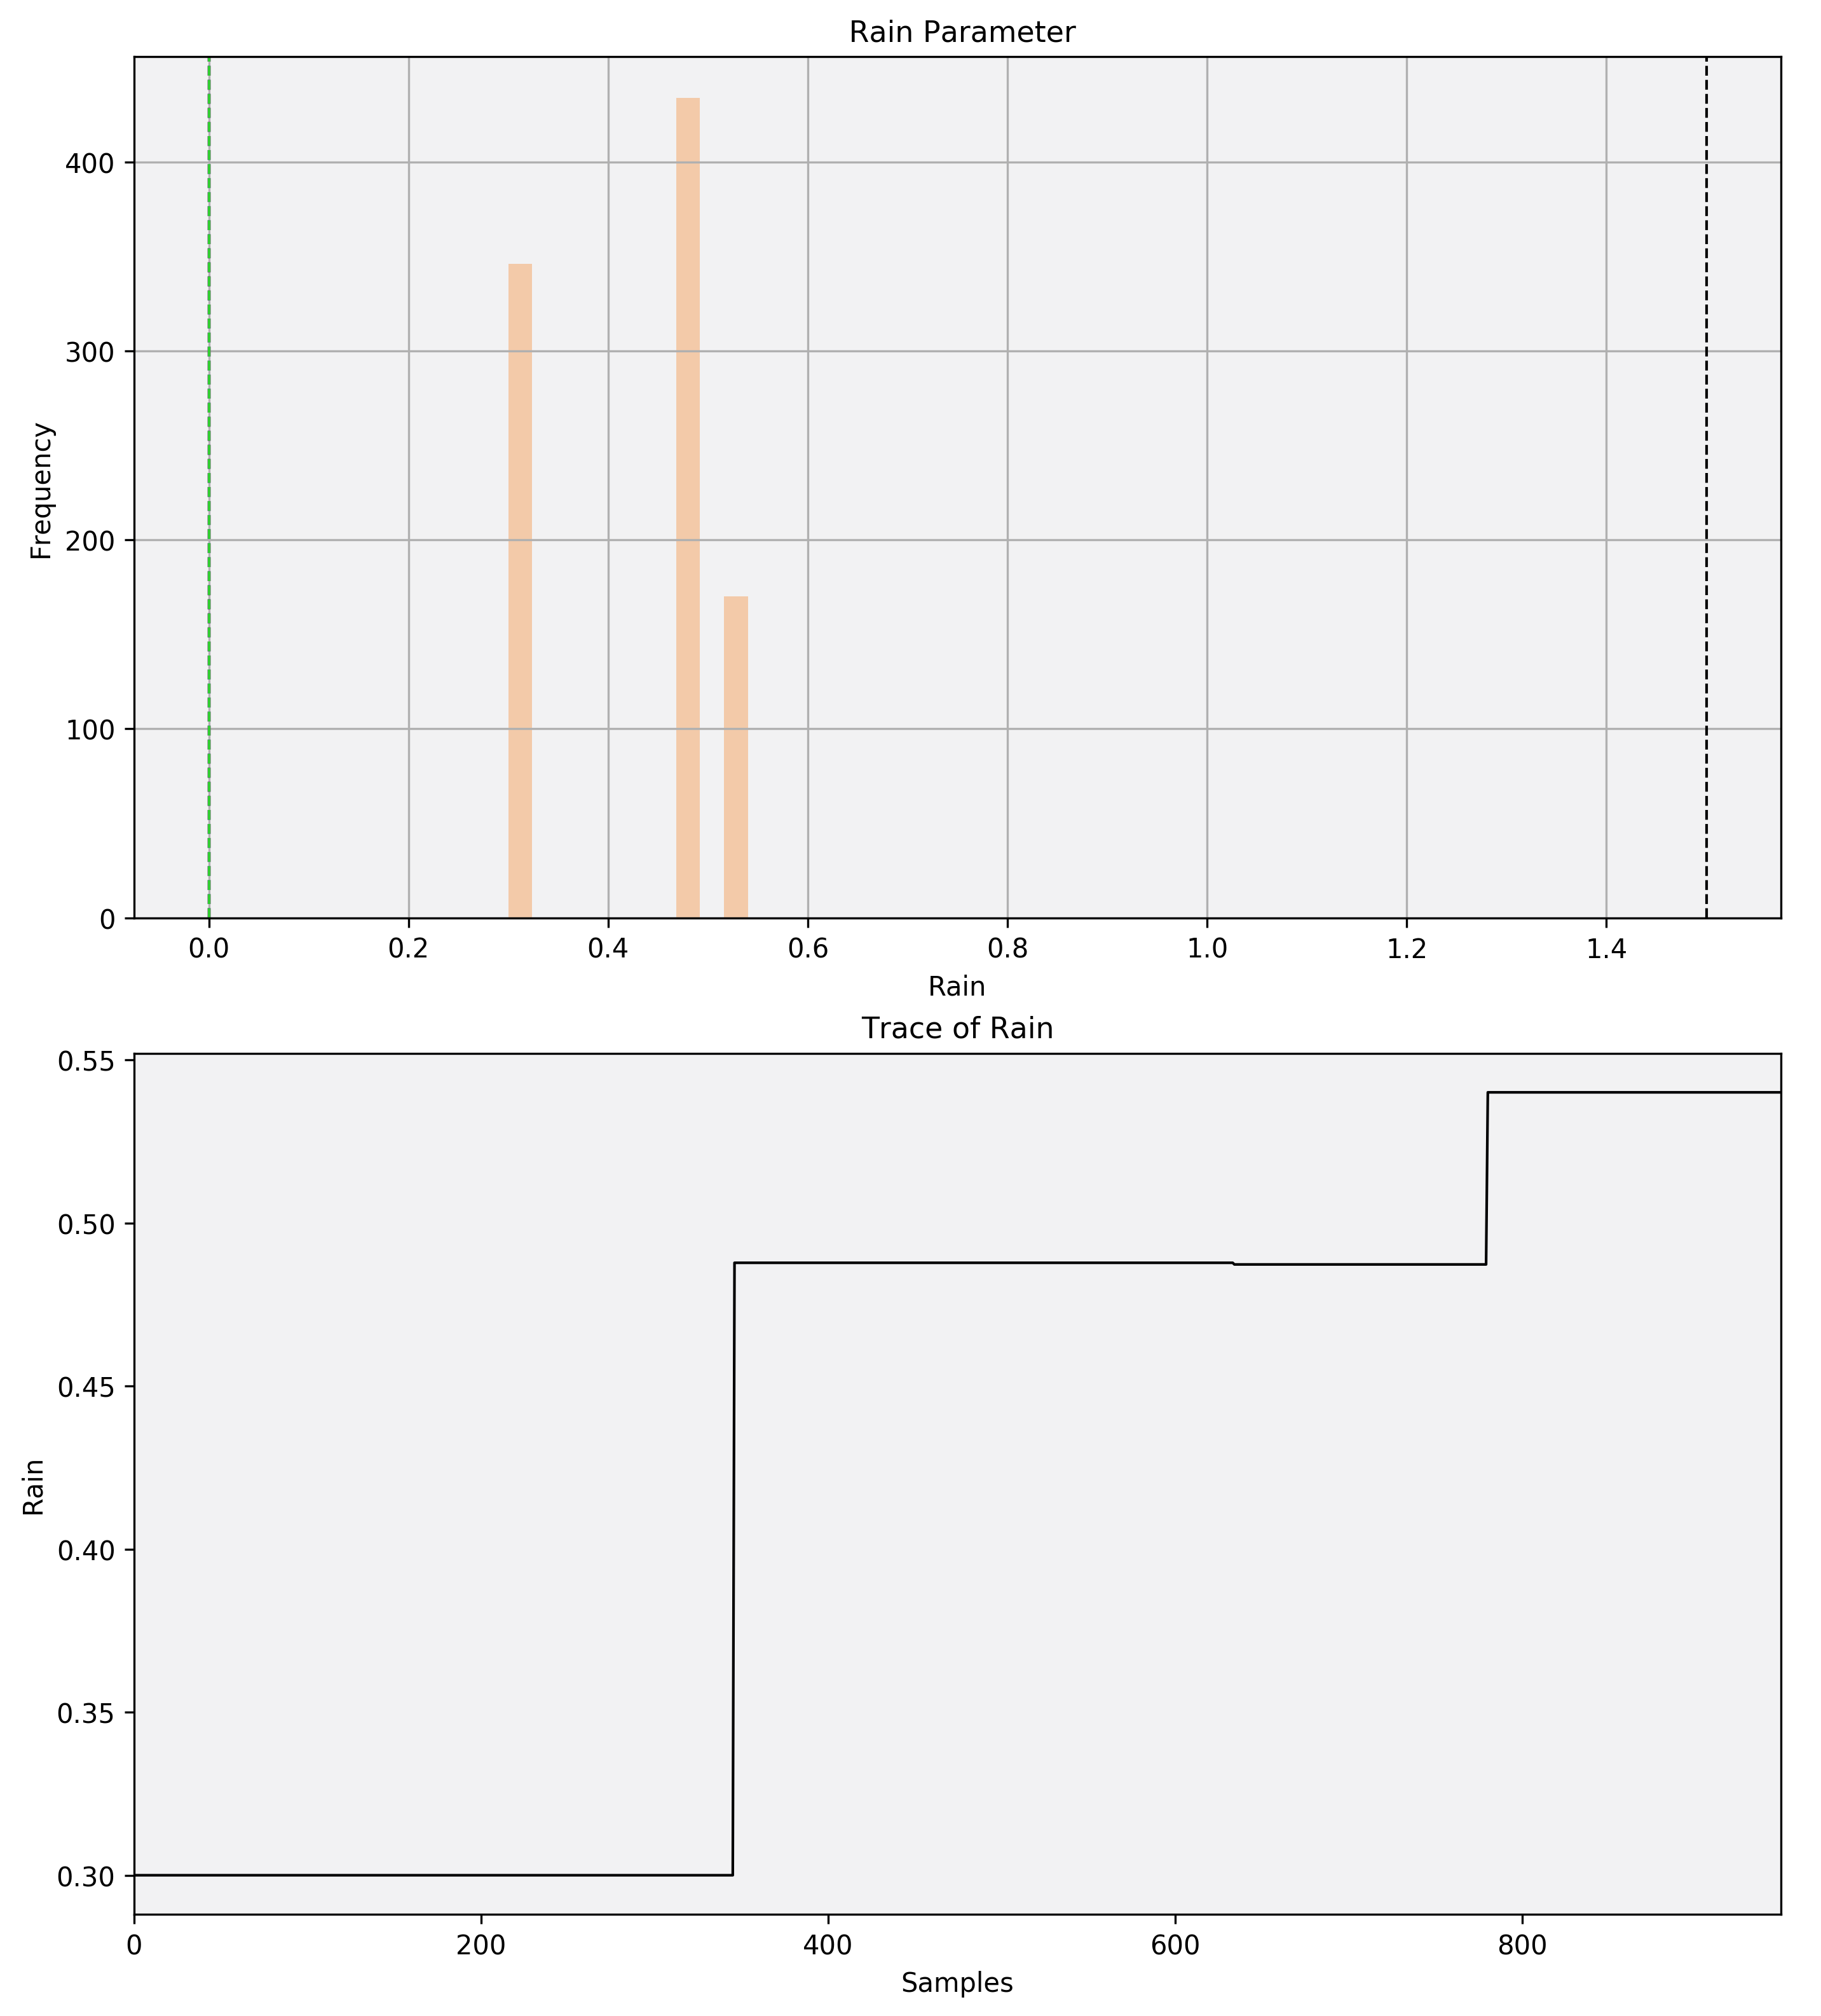 Rain Parameter
Frequency
400
300
200
100
0
0.0 0.2 0.4 0.6 0.8 1.0 1.2 1.4
Rain
Trace of Rain
Rain
0.55
0.50
0.45
0.40
0.35
0.30
0 200 400 600 800
Samples